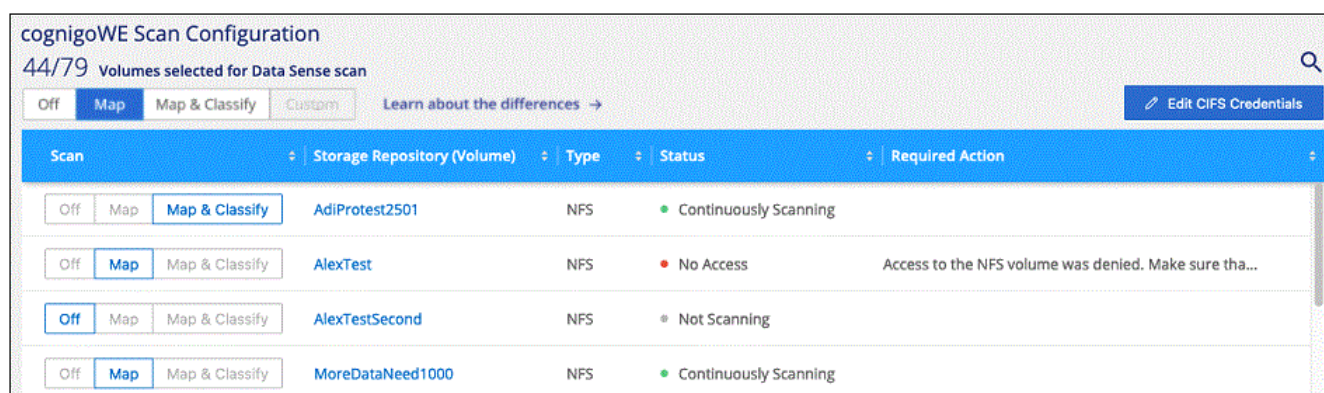 cognigoWE Scan Configuration
44/79 Volumes selected for Data Sense scan
Off Map Map & Classify Custom Learn about the differences → Edit CIFS Credentials
Scan Storage Repository (Volume) Type Status Required Action
Off Map Map & Classify AdiProtest2501 NFS Continuously Scanning
Off Map Map & Classify AlexTest NFS No Access Access to the NFS volume was denied. Make sure tha...
Off Map Map & Classify AlexTestSecond NFS Not Scanning
Off Map Map & Classify MoreDataNeed1000 NFS Continuously Scanning